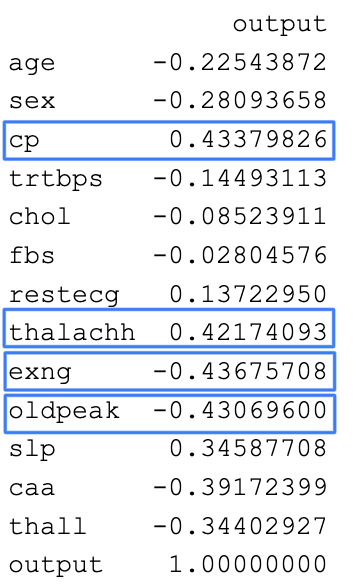 output
age -0.22543872
sex -0.28093658
cp 0.43379826
trtbps -0.14493113
chol -0.08523911
fbs -0.02804576
restecg 0.13722950
thalachh 0.42174093
exng -0.43675708
oldpeak -0.43069600
slp 0.34587708
caa -0.39172399
thall -0.34402927
output 1.00000000